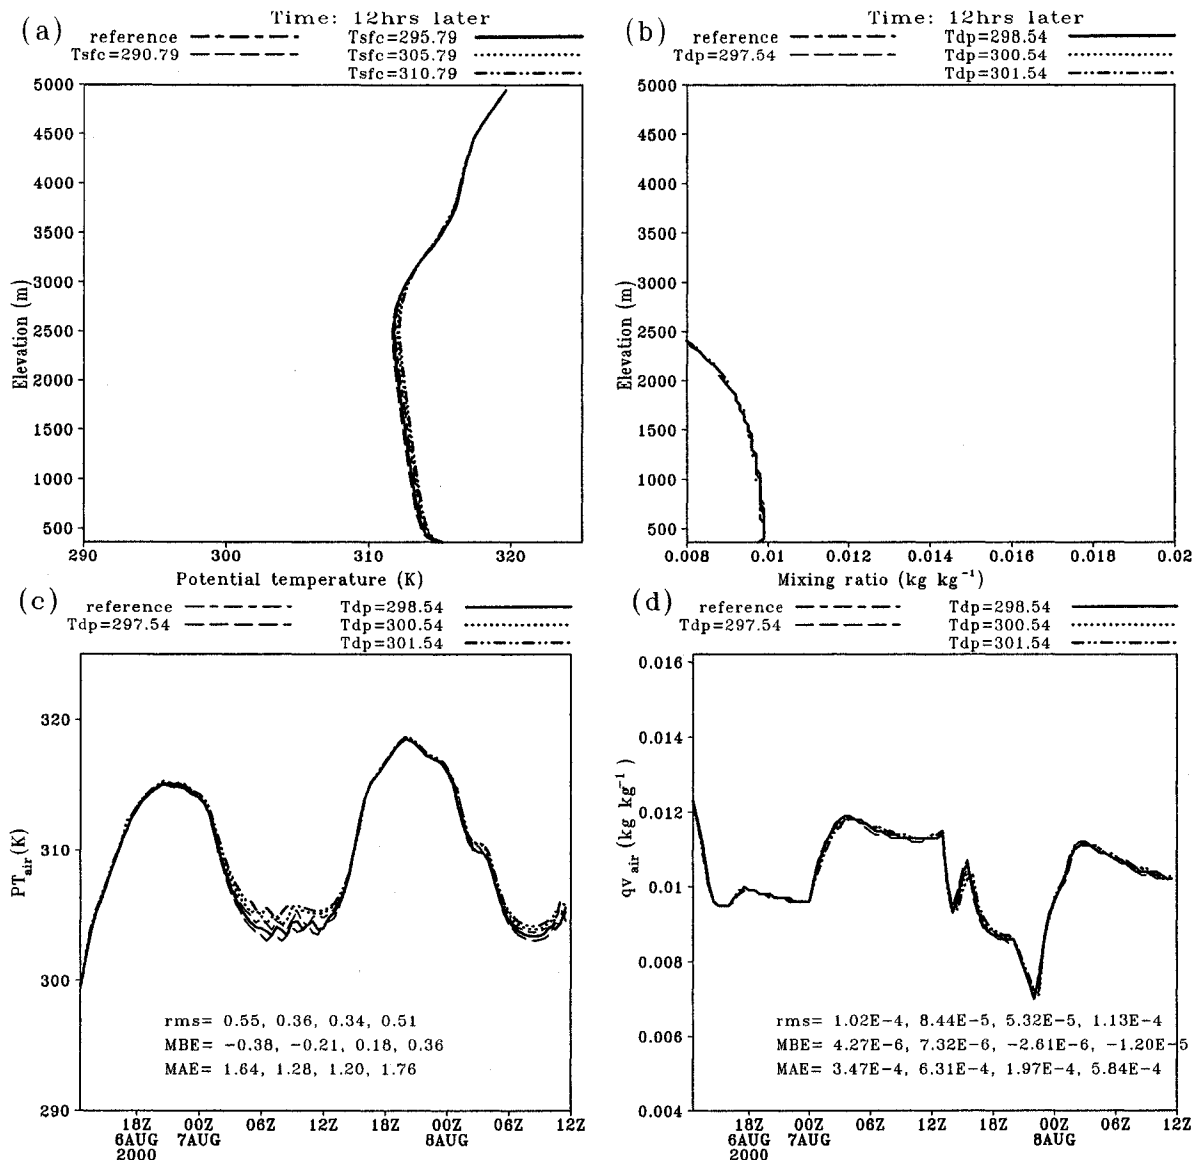 (a)
Time: 12hrs later
reference
Tsfc=290.79
Tsfc=295.79
Tsfc=305.79
Tsfc=310.79
5000
4500
4000
3500
3000
2500
2000
1500
1000
500
Elevation (m)
290
300
310
320
Potential temperature (K)
(b)
Time: 12hrs later
reference
Tdp=297.54
Tdp=298.54
Tdp=300.54
Tdp=301.54
5000
4500
4000
3500
3000
2500
2000
1500
1000
500
Elevation (m)
0.008
0.01
0.012
0.014
0.016
0.018
0.02
Mixing ratio (kg kg⁻¹)
(c)
reference
Tdp=297.54
Tdp=298.54
Tdp=300.54
Tdp=301.54
320
310
300
290
PT_air (K)
rms= 0.55, 0.36, 0.34, 0.51
MBE= −0.38, −0.21, 0.18, 0.36
MAE= 1.64, 1.28, 1.20, 1.76
18Z
6AUG
2000
00Z
7AUG
06Z
12Z
18Z
00Z
8AUG
06Z
12Z
(d)
reference
Tdp=297.54
Tdp=298.54
Tdp=300.54
Tdp=301.54
0.016
0.014
0.012
0.01
0.008
0.006
0.004
qv_air (kg kg⁻¹)
rms= 1.02E−4, 8.44E−5, 5.32E−5, 1.13E−4
MBE= 4.27E−6, 7.32E−6, −2.61E−6, −1.20E−5
MAE= 3.47E−4, 6.31E−4, 1.97E−4, 5.84E−4
18Z
6AUG
2000
00Z
7AUG
06Z
12Z
18Z
00Z
8AUG
06Z
12Z